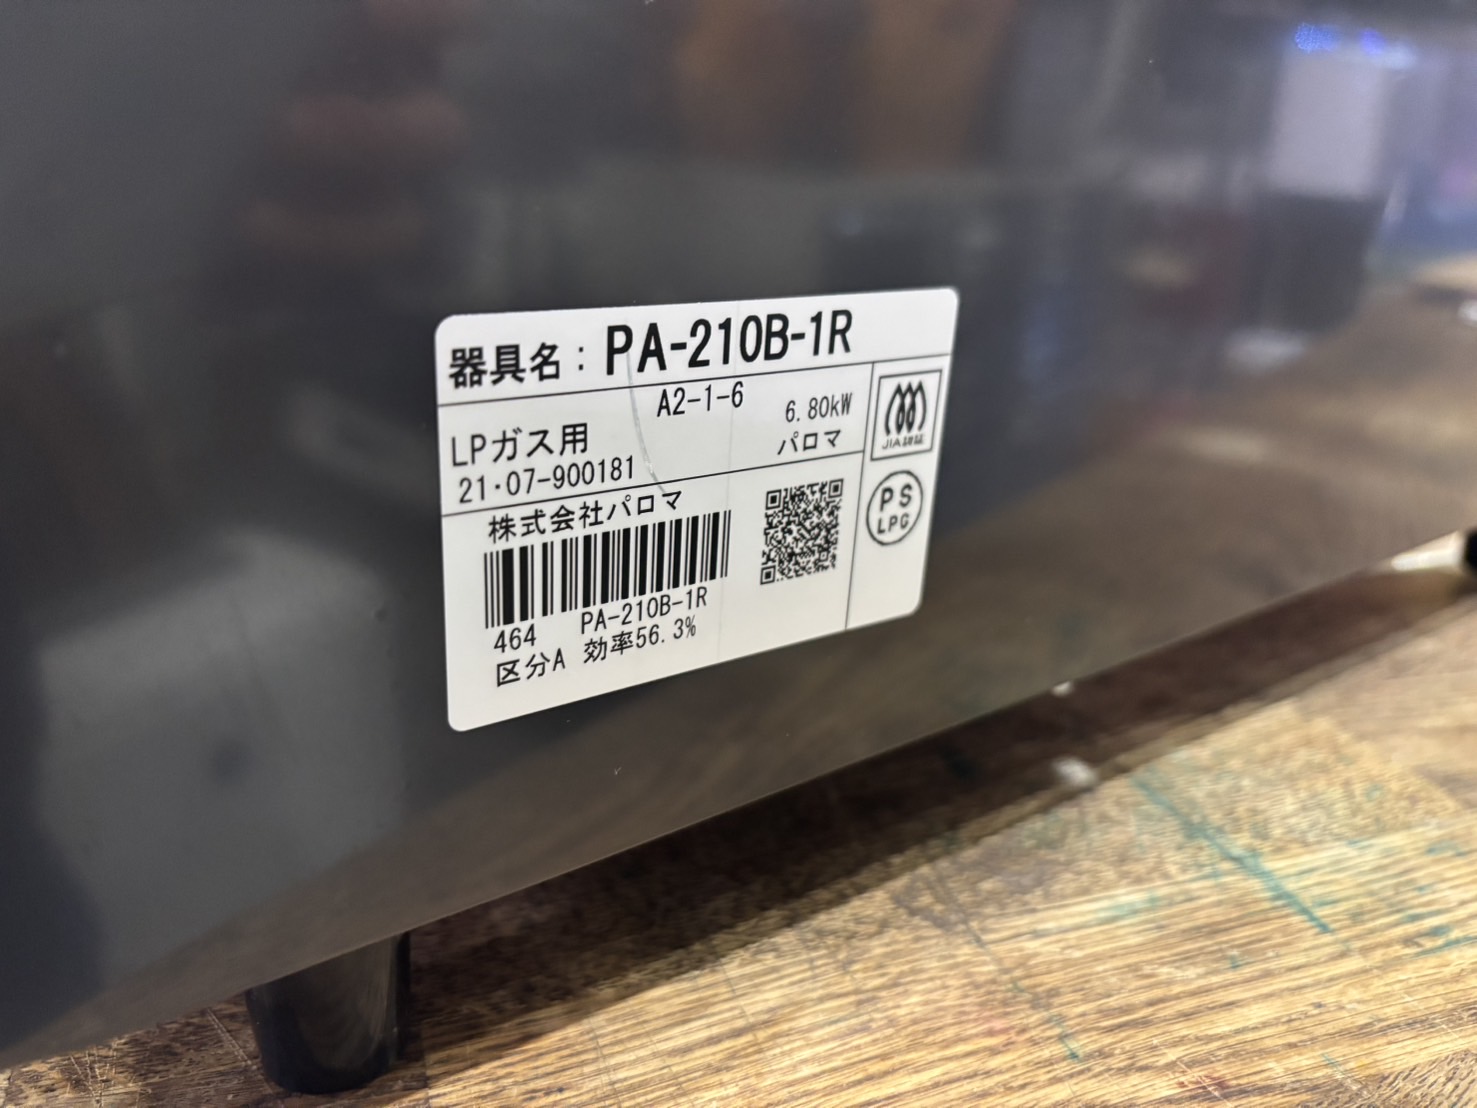 器具名：PA-210B-1R
A2-1-6
6.80kW
LPガス用
パロマ
21・07-900181
JIA認証
株式会社パロマ
PS
LPG
PA-210B-1R
464
区分A 効率56.3%